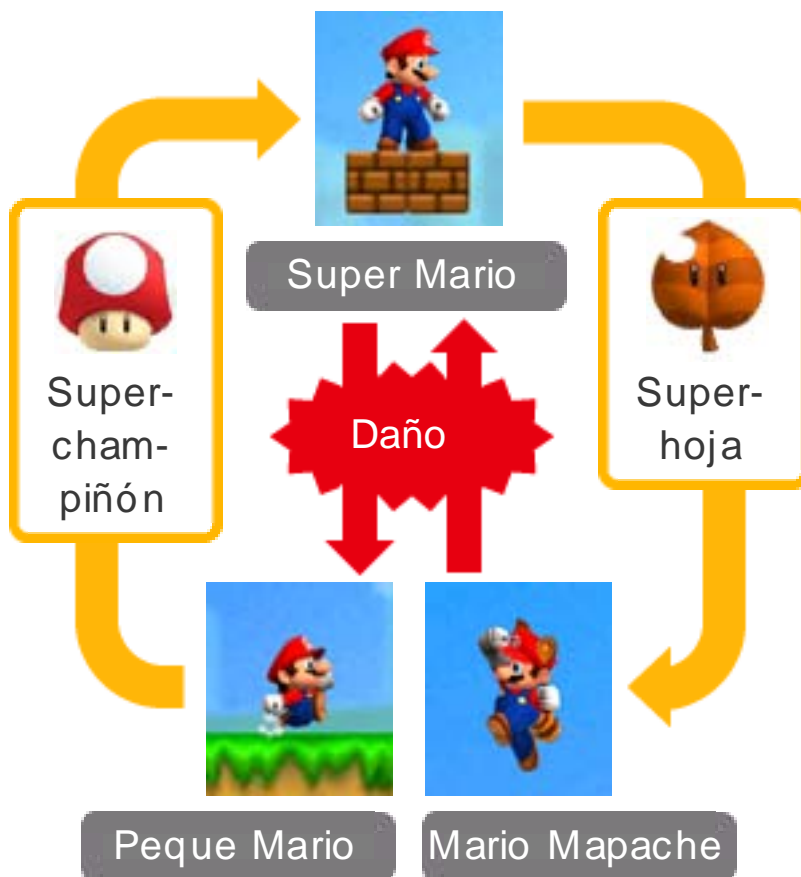 Super Mario
Super-
cham-
piñón
Super-
hoja
Daño
Peque Mario
Mario Mapache